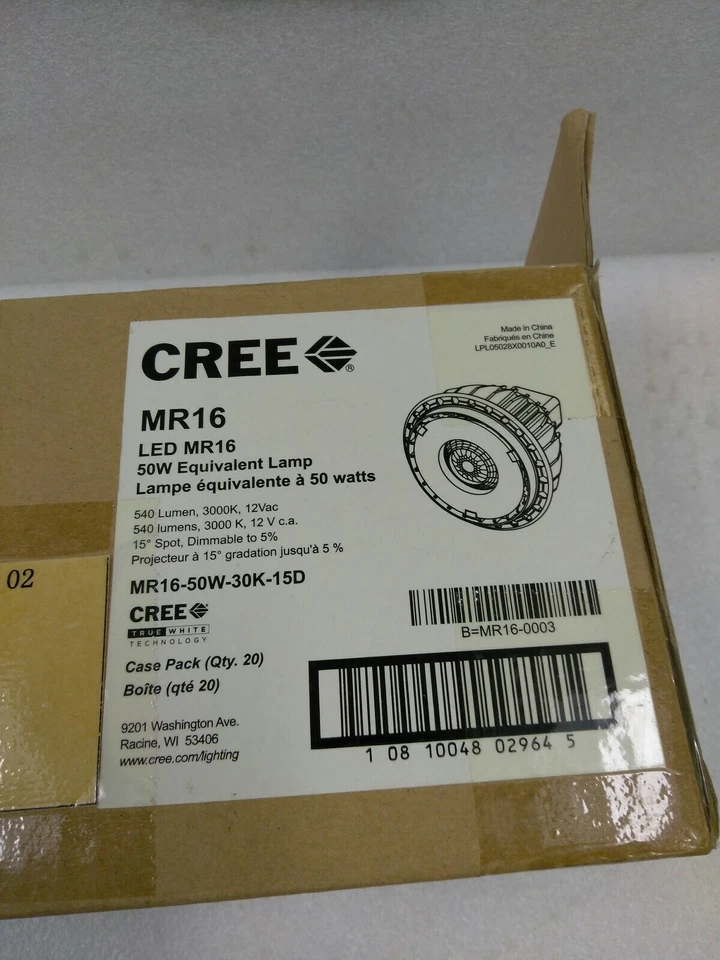 CREE
®
Made in China
Fabriqués en Chine
LPL05028X0010A0_E
MR16
LED MR16
50W Equivalent Lamp
Lampe équivalente à 50 watts
540 Lumen, 3000K, 12Vac
540 lumens, 3000 K, 12 V c.a.
15° Spot, Dimmable to 5%
Projecteur à 15° gradation jusqu'à 5 %
MR16-50W-30K-15D
CREE
TRUE WHITE
TECHNOLOGY
B=MR16-0003
Case Pack (Qty. 20)
Boîte (qté 20)
1 08 10048 02964 5
9201 Washington Ave.
Racine, WI 53406
www.cree.com/lighting
02